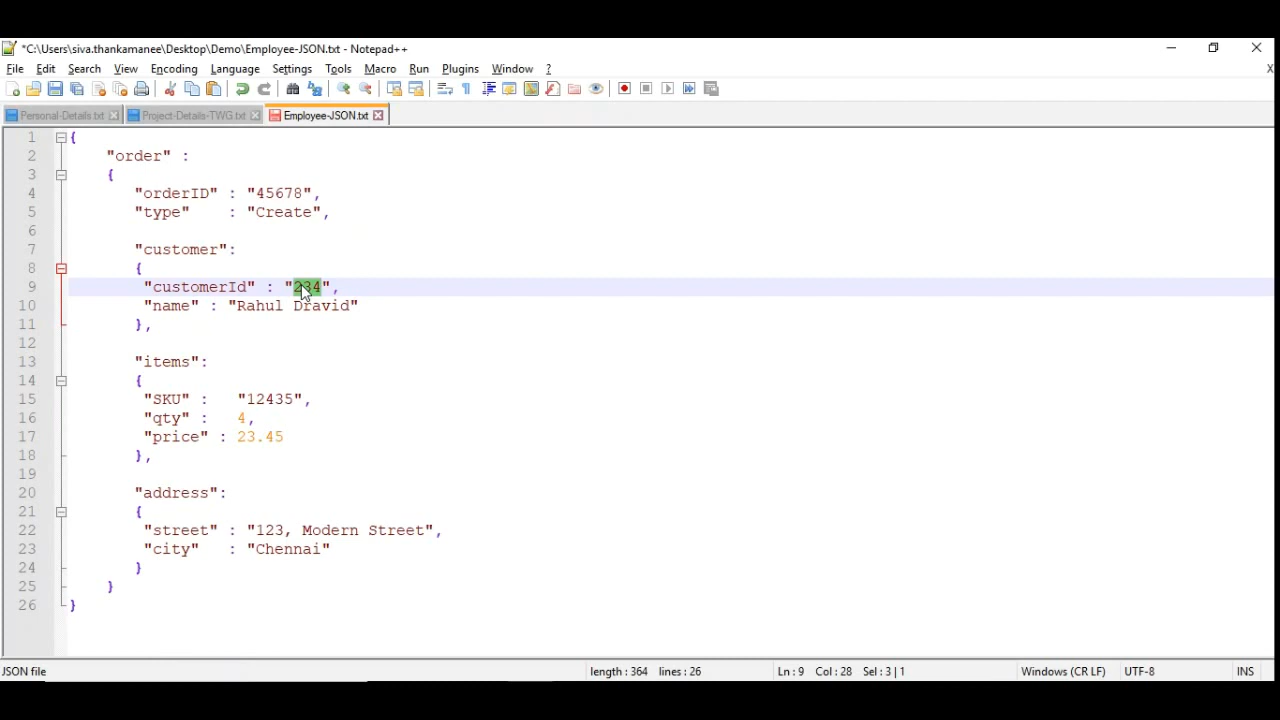 *C:\Users\siva.thankamanee\Desktop\Demo\Employee-JSON.txt - Notepad++
File Edit Search View Encoding Language Settings Tools Macro Run Plugins Window ? X
Personal-Details.txt Project-Details-TWG.txt Employee-JSON.txt
1 {
2 "order" :
3 {
4 "orderID" : "45678",
5 "type" : "Create",
6
7 "customer":
8 {
9 "customerId" : "234",
10 "name" : "Rahul Dravid"
11 },
12
13 "items":
14 {
15 "SKU" : "12435",
16 "qty" : 4,
17 "price" : 23.45
18 },
19
20 "address":
21 {
22 "street" : "123, Modern Street",
23 "city" : "Chennai"
24 }
25 }
26 }
JSON file length : 364 lines : 26 Ln : 9 Col : 28 Sel : 3 | 1 Windows (CR LF) UTF-8 INS